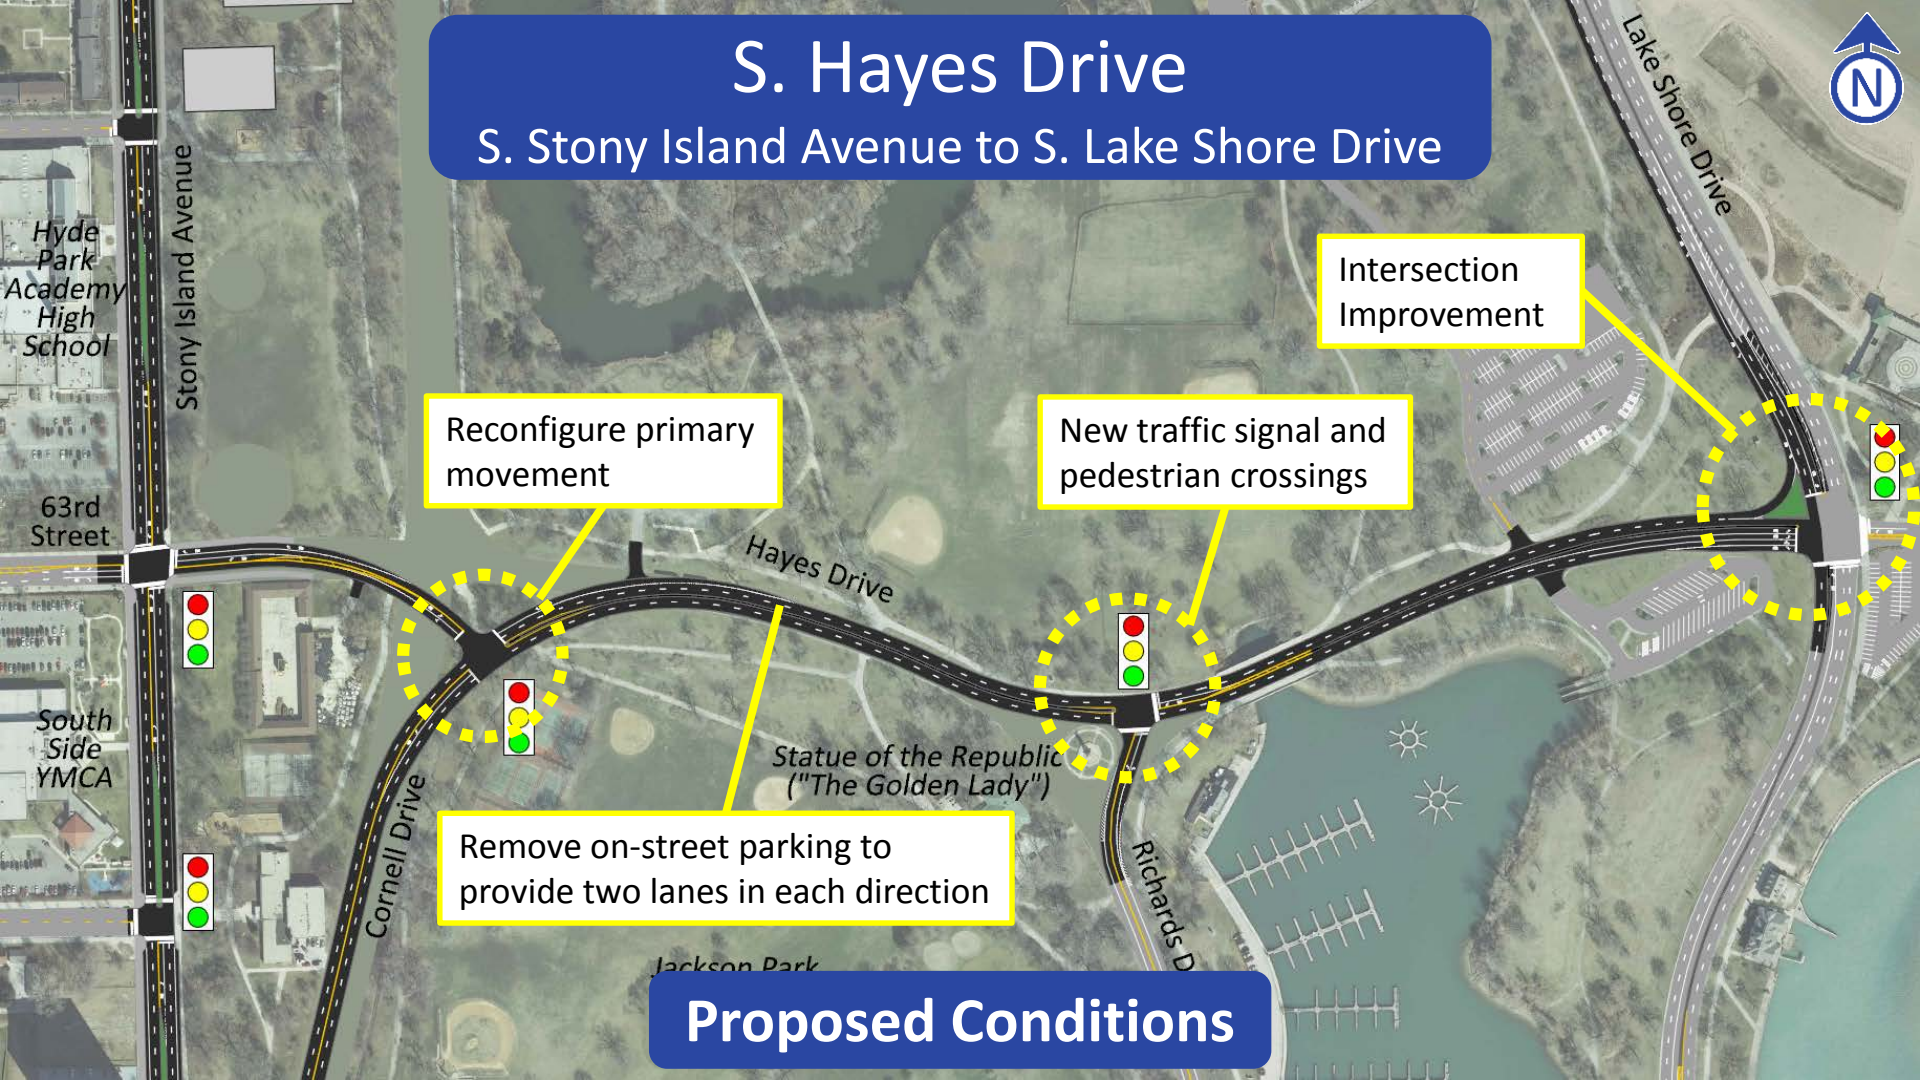 S. Hayes Drive
S. Stony Island Avenue to S. Lake Shore Drive
N
Lake Shore Drive
Stony Island Avenue
Hyde
Park
Academy
High
School
Intersection
Improvement
Reconfigure primary
movement
New traffic signal and
pedestrian crossings
63rd
Street
Hayes Drive
South
Side
YMCA
Statue of the Republic
("The Golden Lady")
Cornell Drive
Remove on-street parking to
provide two lanes in each direction
Richards D
Jackson Park
Proposed Conditions